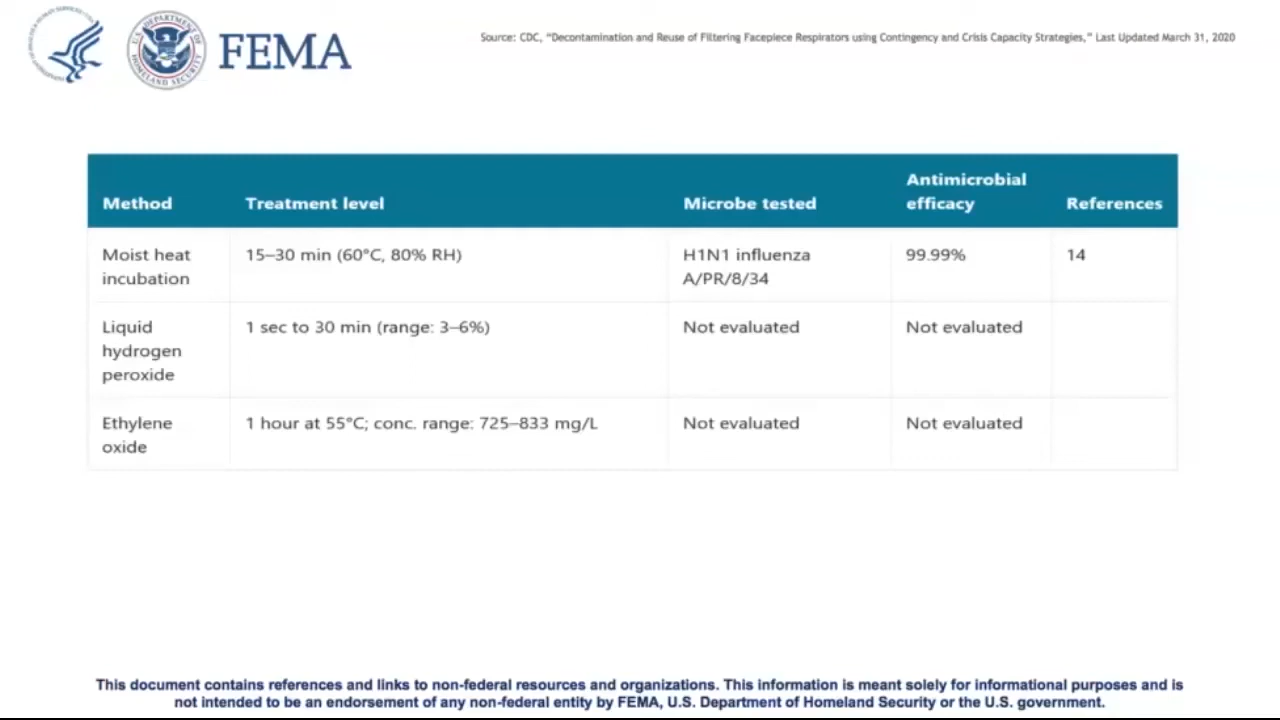 FEMA
Source: CDC, “Decontamination and Reuse of Filtering Facepiece Respirators using Contingency and Crisis Capacity Strategies,” Last Updated March 31, 2020
Method Treatment level Microbe tested Antimicrobial efficacy References
Moist heat incubation 15–30 min (60°C, 80% RH) H1N1 influenza A/PR/8/34 99.99% 14
Liquid hydrogen peroxide 1 sec to 30 min (range: 3–6%) Not evaluated Not evaluated
Ethylene oxide 1 hour at 55°C; conc. range: 725–833 mg/L Not evaluated Not evaluated
This document contains references and links to non-federal resources and organizations. This information is meant solely for informational purposes and is
not intended to be an endorsement of any non-federal entity by FEMA, U.S. Department of Homeland Security or the U.S. government.